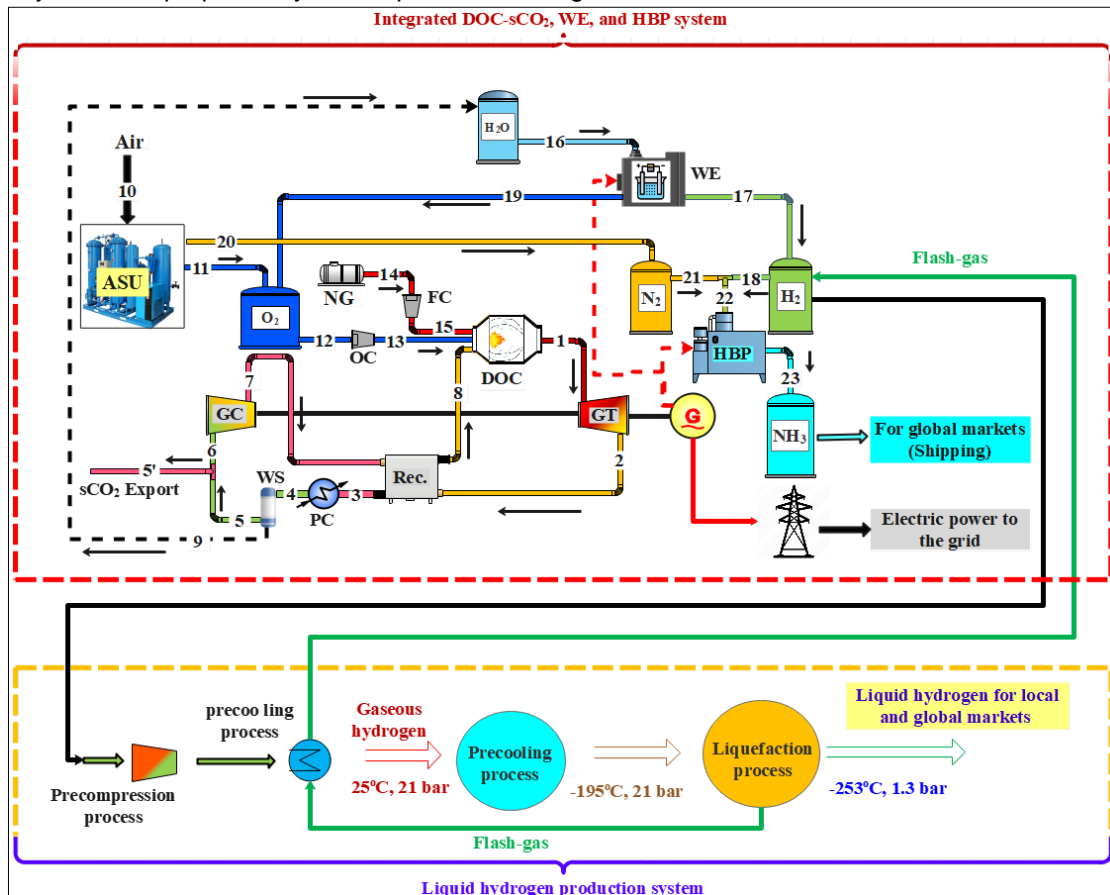 Integrated DOC-sCO₂, WE, and HBP system
H₂O
16
Air
WE
10
19
17
20
Flash-gas
ASU
11
14
NG
FC
N₂
21
18
H₂
O₂
15
22
12
13
1
OC
HBP
7
DOC
8
23
GC
GT
G
NH₃
For global markets
(Shipping)
6
2
5'
WS
Rec.
sCO₂ Export
4
3
5
PC
Electric power to
the grid
9
precoo ling
process
Gaseous
hydrogen
Liquid hydrogen for local
and global markets
Precooling
process
Liquefaction
process
Precompression
process
25°C, 21 bar
-195°C, 21 bar
-253°C, 1.3 bar
Flash-gas
Liquid hydrogen production system